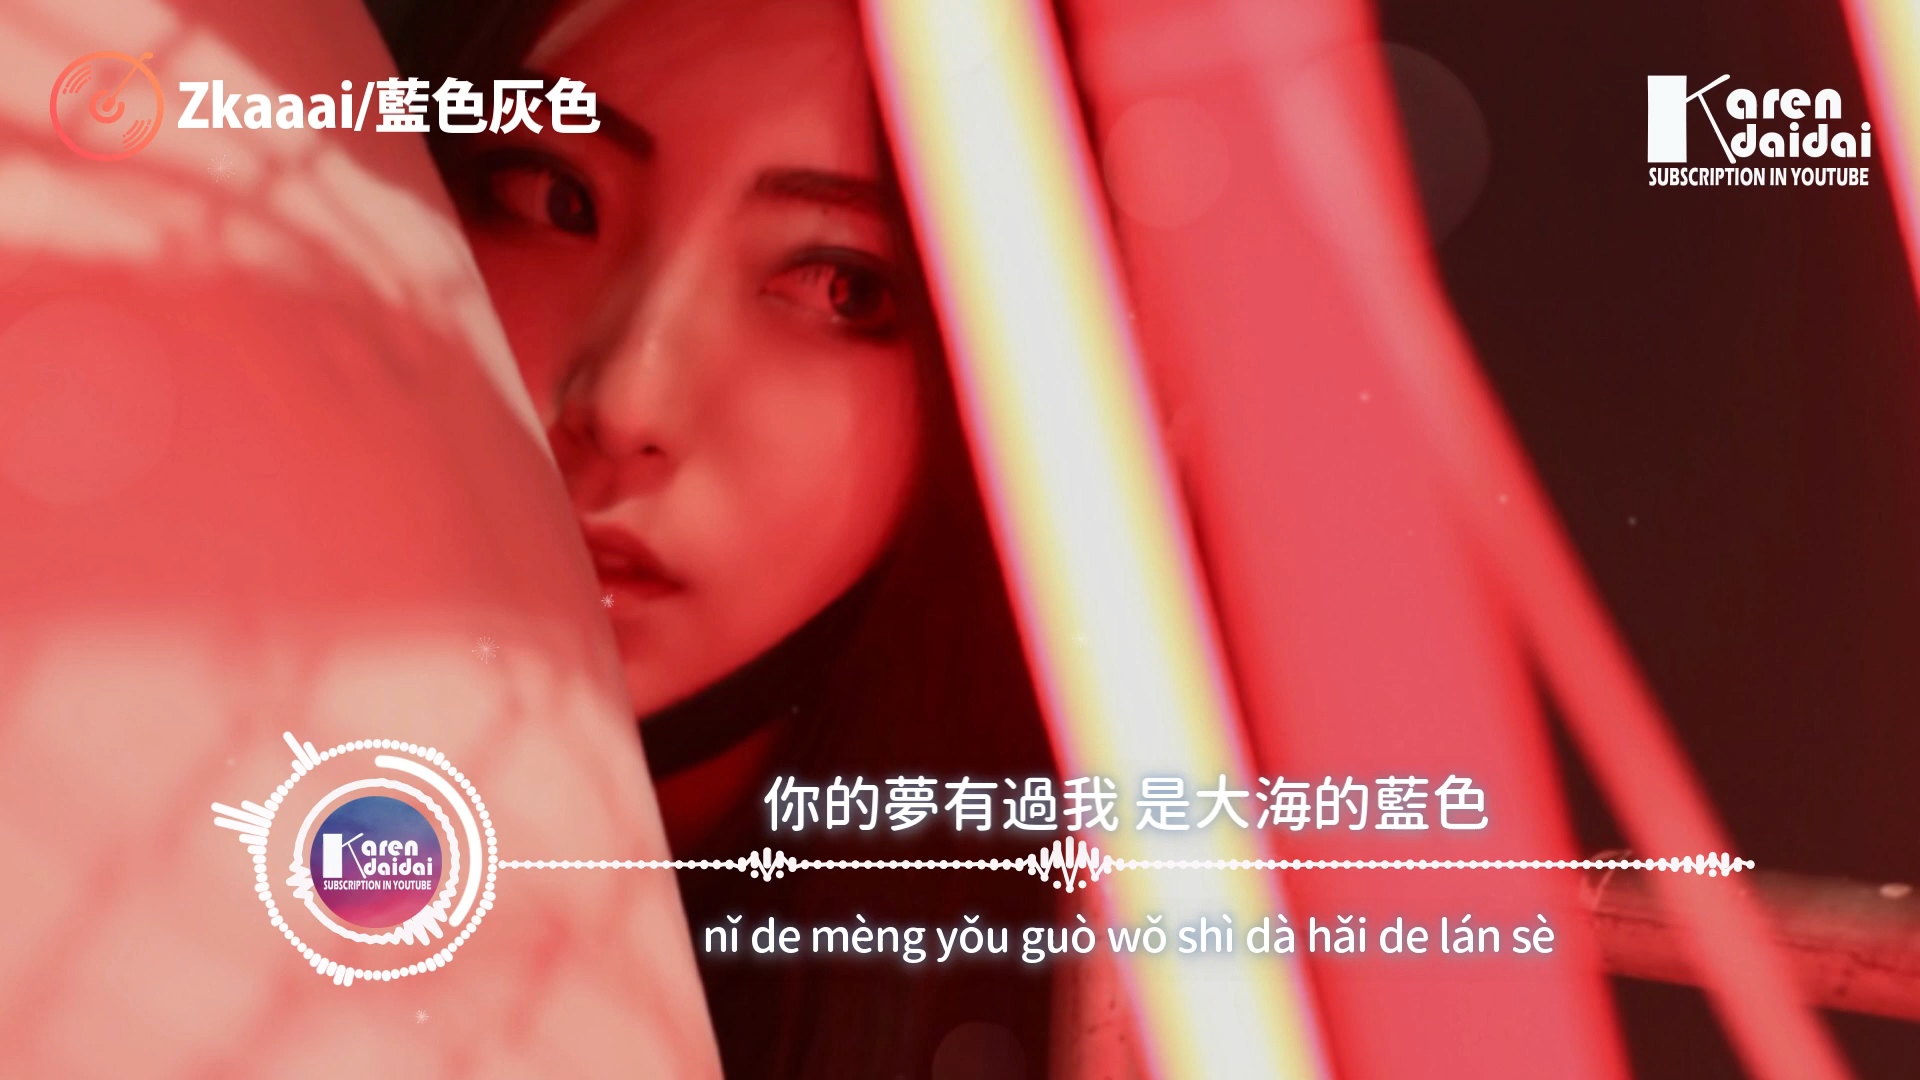 Zkaaai/藍色灰色
Karen
daidai
SUBSCRIPTION IN YOUTUBE
你的夢有過我 是大海的藍色
Karen
daidai
SUBSCRIPTION IN YOUTUBE
nǐ de mèng yǒu guò wǒ shì dà hǎi de lán sè